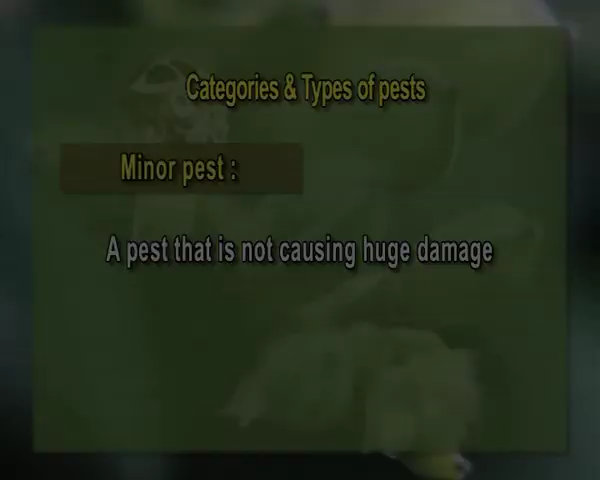 Categories & Types of pests
Minor pest :
A pest that is not causing huge damage